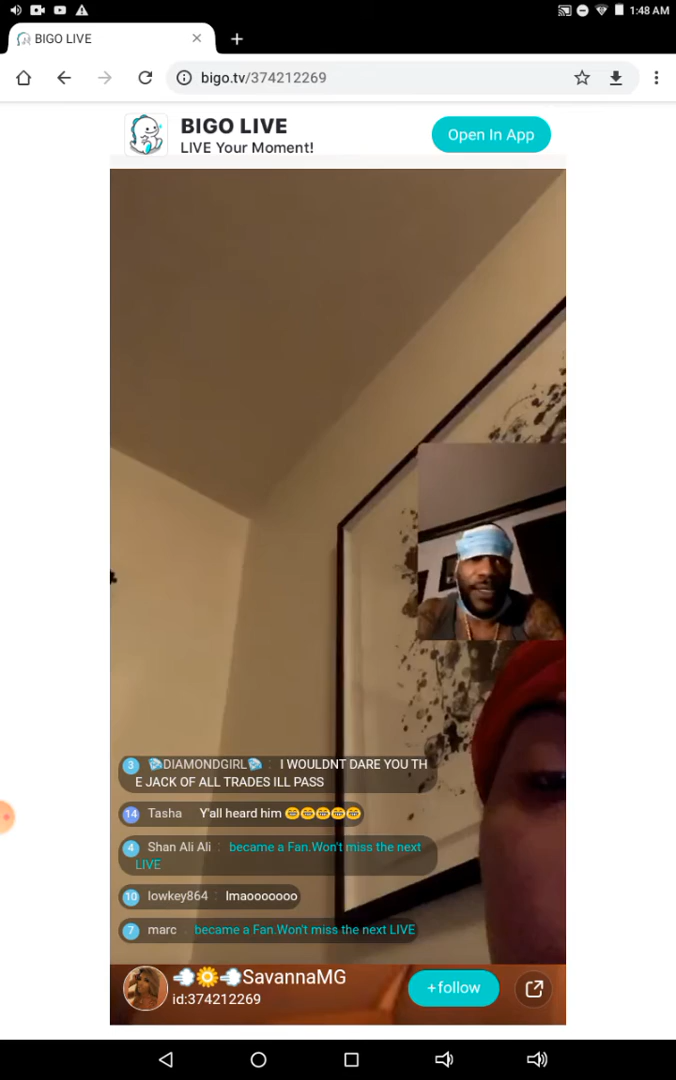 1:48 AM
BIGO LIVE
bigo.tv/374212269
BIGO LIVE
LIVE Your Moment!
Open In App
3 💎DIAMONDGIRL💎 : I WOULDNT DARE YOU TH
E JACK OF ALL TRADES ILL PASS
14 Tasha Y'all heard him 😂😂😂😂😂
4 Shan Ali Ali : became a Fan.Won't miss the next
LIVE
10 lowkey864 : lmaooooooo
7 marc : became a Fan.Won't miss the next LIVE
💨🌼💨SavannaMG
id:374212269
+follow